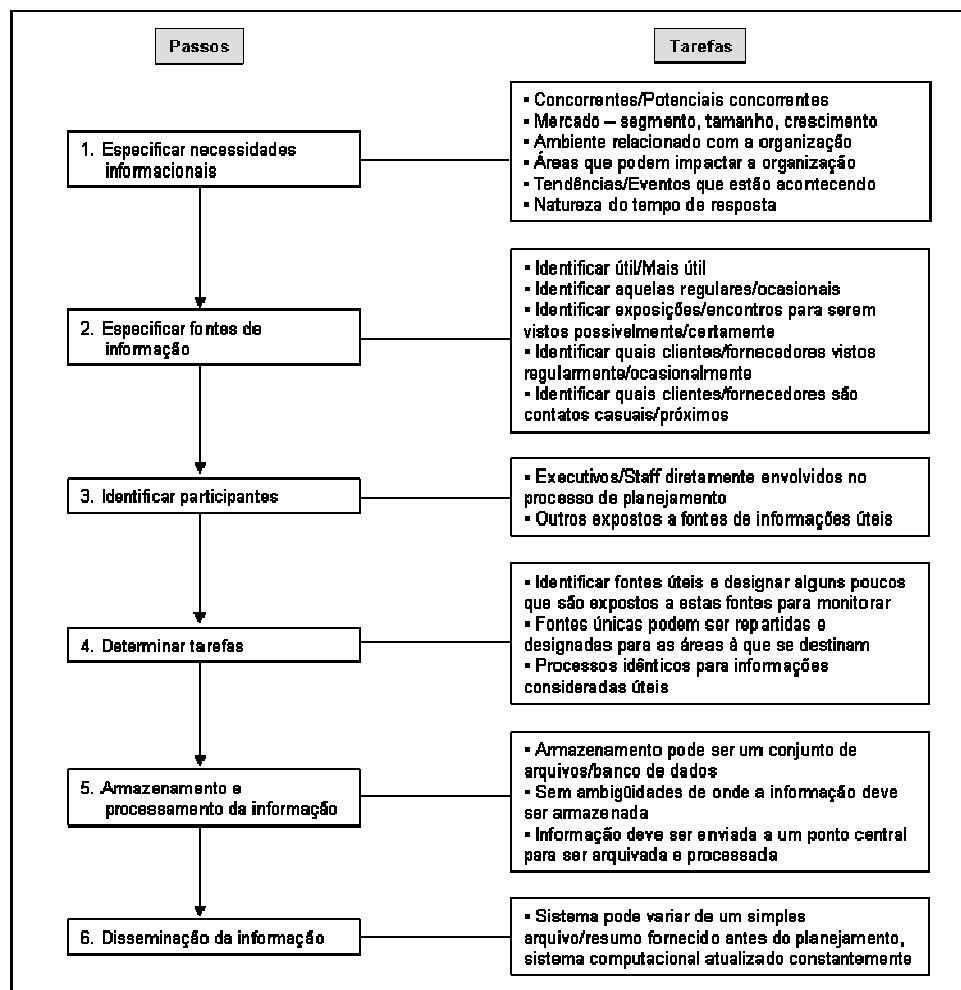 Passos
Tarefas
1. Especificar necessidades
informacionais
▪ Concorrentes/Potenciais concorrentes
▪ Mercado – segmento, tamanho, crescimento
▪ Ambiente relacionado com a organização
▪ Áreas que podem impactar a organização
▪ Tendências/Eventos que estão acontecendo
▪ Natureza do tempo de resposta
2. Especificar fontes de
informação
▪ Identificar útil/Mais útil
▪ Identificar aquelas regulares/ocasionais
▪ Identificar exposições/encontros para serem
vistos possivelmente/certamente
▪ Identificar quais clientes/fornecedores vistos
regularmente/ocasionalmente
▪ Identificar quais clientes/fornecedores são
contatos casuais/próximos
3. Identificar participantes
▪ Executivos/Staff diretamente envolvidos no
processo de planejamento
▪ Outros expostos a fontes de informações úteis
4. Determinar tarefas
▪ Identificar fontes úteis e designar alguns poucos
que são expostos a estas fontes para monitorar
▪ Fontes únicas podem ser repartidas e
designadas para as áreas à que se destinam
▪ Processos idênticos para informações
consideradas úteis
5. Armazenamento e
processamento da informação
▪ Armazenamento pode ser um conjunto de
arquivos/banco de dados
▪ Sem ambigüidades de onde a informação deve
ser armazenada
▪ Informação deve ser enviada a um ponto central
para ser arquivada e processada
6. Disseminação da informação
▪ Sistema pode variar de um simples
arquivo/resumo fornecido antes do planejamento,
sistema computacional atualizado constantemente